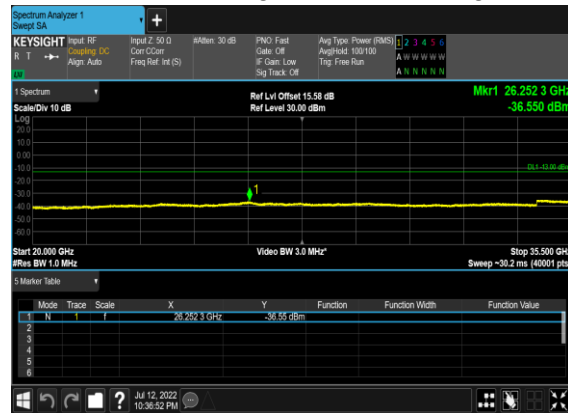 Spectrum Analyzer 1
Swept SA
+
KEYSIGHT Input: RF Input Z: 50 Ω #Atten: 30 dB PNO: Fast Avg Type: Power (RMS) 1 2 3 4 5 6
R T Coupling: DC Corr CCorr Gate: Off Avg|Hold: 100/100 A W W W W W
Align: Auto Freq Ref: Int (S) IF Gain: Low Trig: Free Run
LXI Sig Track: Off A N N N N N
1 Spectrum Ref Lvl Offset 15.58 dB Mkr1 26.252 3 GHz
Scale/Div 10 dB Ref Level 30.00 dBm -36.550 dBm
Log
20.0
10.0
0.00
-10.0 DL1 -13.00 dBm
-20.0
-30.0 1
-40.0
-50.0
-60.0
Start 20.000 GHz Video BW 3.0 MHz* Stop 35.500 GHz
#Res BW 1.0 MHz Sweep ~30.2 ms (40001 pts)
5 Marker Table
Mode Trace Scale X Y Function Function Width Function Value
1 N 1 f 26.252 3 GHz -36.55 dBm
2
3
4
5
6
? Jul 12, 2022
10:36:52 PM